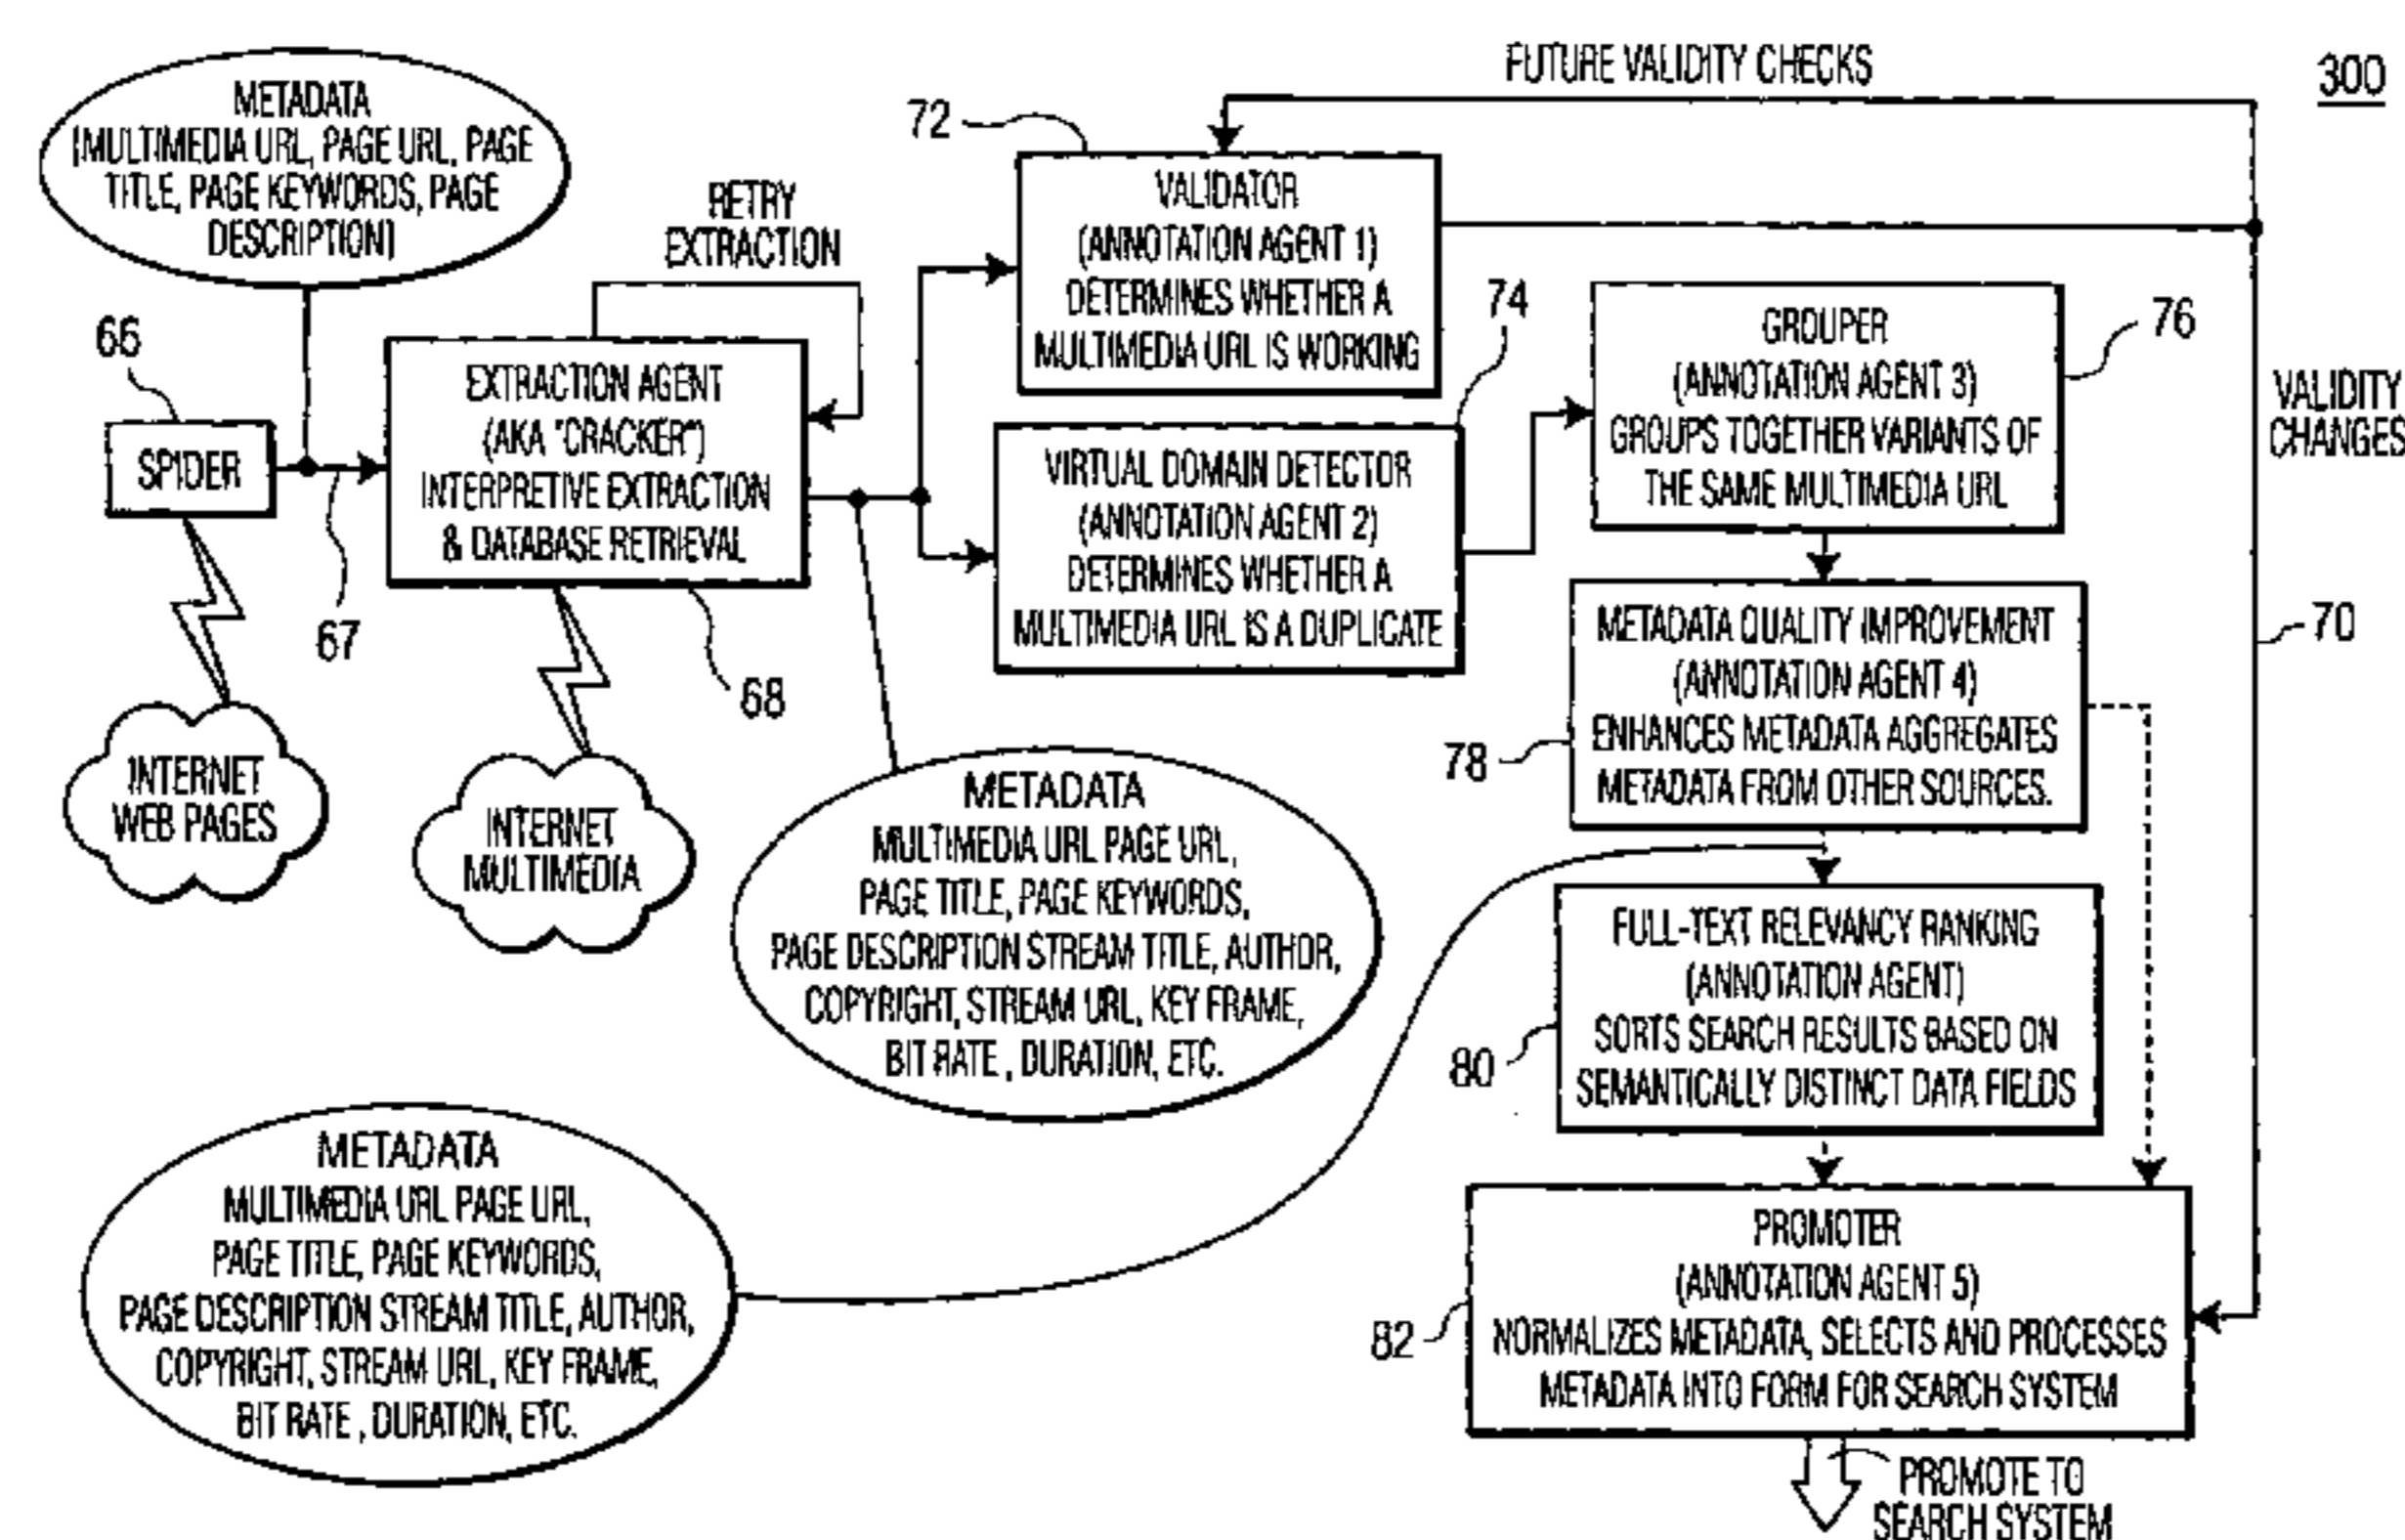 300
FUTURE VALIDITY CHECKS
METADATA
[MULTIMEDIA URL, PAGE URL, PAGE
TITLE, PAGE KEYWORDS, PAGE
DESCRIPTION]
66
SPIDER
67
INTERNET
WEB PAGES
RETRY
EXTRACTION
EXTRACTION AGENT
(AKA "CRACKER")
INTERPRETIVE EXTRACTION
& DATABASE RETRIEVAL
68
INTERNET
MULTIMEDIA
72
VALIDATOR
(ANNOTATION AGENT 1)
DETERMINES WHETHER A
MULTIMEDIA URL IS WORKING
74
VIRTUAL DOMAIN DETECTOR
(ANNOTATION AGENT 2)
DETERMINES WHETHER A
MULTIMEDIA URL IS A DUPLICATE
METADATA
MULTIMEDIA URL PAGE URL,
PAGE TITLE, PAGE KEYWORDS,
PAGE DESCRIPTION STREAM TITLE, AUTHOR,
COPYRIGHT, STREAM URL, KEY FRAME,
BIT RATE , DURATION, ETC.
76
GROUPER
(ANNOTATION AGENT 3)
GROUPS TOGETHER VARIANTS OF
THE SAME MULTIMEDIA URL
VALIDITY
CHANGES
70
78
METADATA QUALITY IMPROVEMENT
(ANNOTATION AGENT 4)
ENHANCES METADATA AGGREGATES
METADATA FROM OTHER SOURCES.
80
FULL-TEXT RELEVANCY RANKING
(ANNOTATION AGENT)
SORTS SEARCH RESULTS BASED ON
SEMANTICALLY DISTINCT DATA FIELDS
METADATA
MULTIMEDIA URL PAGE URL,
PAGE TITLE, PAGE KEYWORDS,
PAGE DESCRIPTION STREAM TITLE, AUTHOR,
COPYRIGHT, STREAM URL, KEY FRAME,
BIT RATE , DURATION, ETC.
82
PROMOTER
(ANNOTATION AGENT 5)
NORMALIZES METADATA, SELECTS AND PROCESSES
METADATA INTO FORM FOR SEARCH SYSTEM
PROMOTE TO
SEARCH SYSTEM